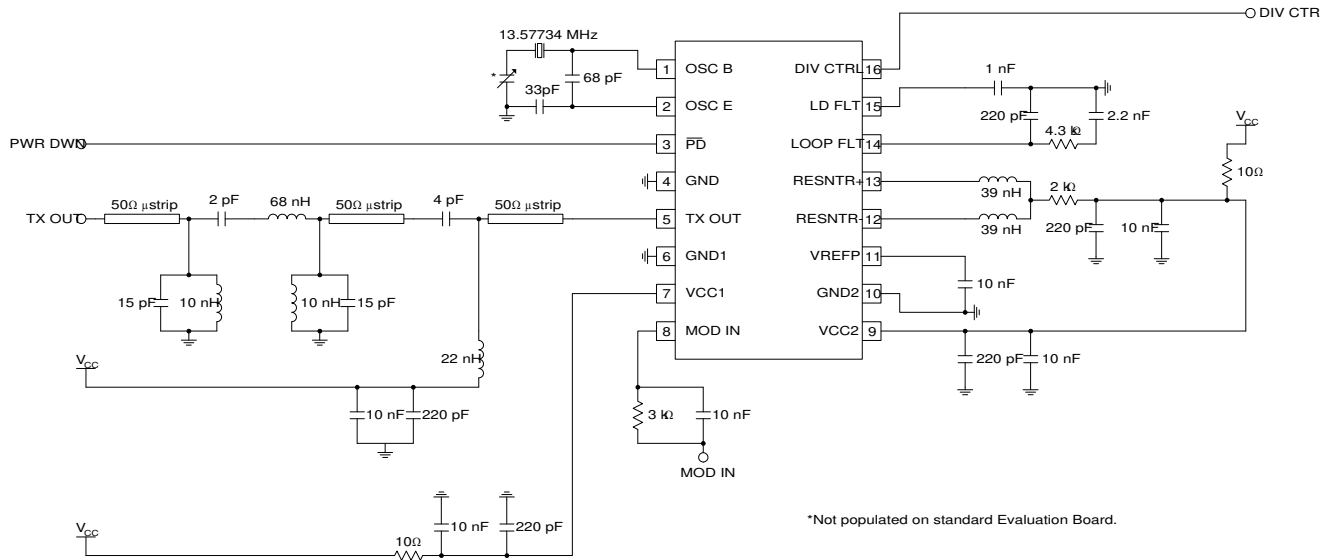 DIV CTR
13.57734 MHz
*
68 pF
33pF
1 OSC B
2 OSC E
3 PD
4 GND
5 TX OUT
6 GND1
7 VCC1
8 MOD IN
DIV CTRL 16
LD FLT 15
LOOP FLT 14
RESNTR+ 13
RESNTR- 12
VREFP 11
GND2 10
VCC2 9
1 nF
220 pF
2.2 nF
4.3 kΩ
VCC
10Ω
39 nH
2 kΩ
39 nH
220 pF
10 nF
10 nF
220 pF
10 nF
PWR DWN
TX OUT
50Ω µstrip
2 pF
68 nH
50Ω µstrip
4 pF
50Ω µstrip
15 pF
10 nH
10 nH
15 pF
22 nH
VCC
10 nF
220 pF
3 kΩ
10 nF
MOD IN
VCC
10Ω
10 nF
220 pF
*Not populated on standard Evaluation Board.